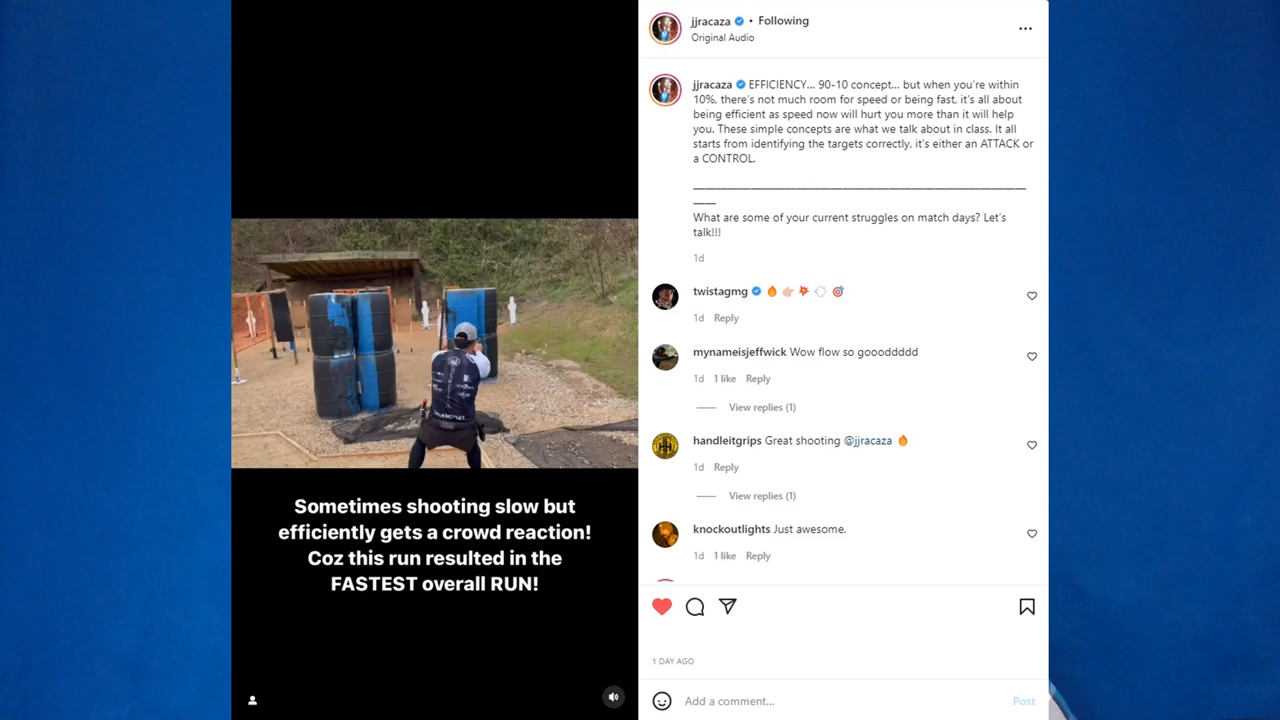 jjracaza • Following
Original Audio
jjracaza EFFICIENCY... 90-10 concept... but when you're within
10%, there's not much room for speed or being fast, it's all about
being efficient as speed now will hurt you more than it will help
you. These simple concepts are what we talk about in class. It all
starts from identifying the targets correctly, it's either an ATTACK or
a CONTROL.
What are some of your current struggles on match days? Let's
talk!!!
1d
twistagmg 🔥 👉🏼 💥 💨 🎯
1d Reply
mynameisjeffwick Wow flow so gooodddd
1d 1 like Reply
View replies (1)
handleitgrips Great shooting @jjracaza 🔥
1d Reply
View replies (1)
knockoutlights Just awesome.
1d 1 like Reply
1 DAY AGO
Add a comment...
Post
Sometimes shooting slow but
efficiently gets a crowd reaction!
Coz this run resulted in the
FASTEST overall RUN!